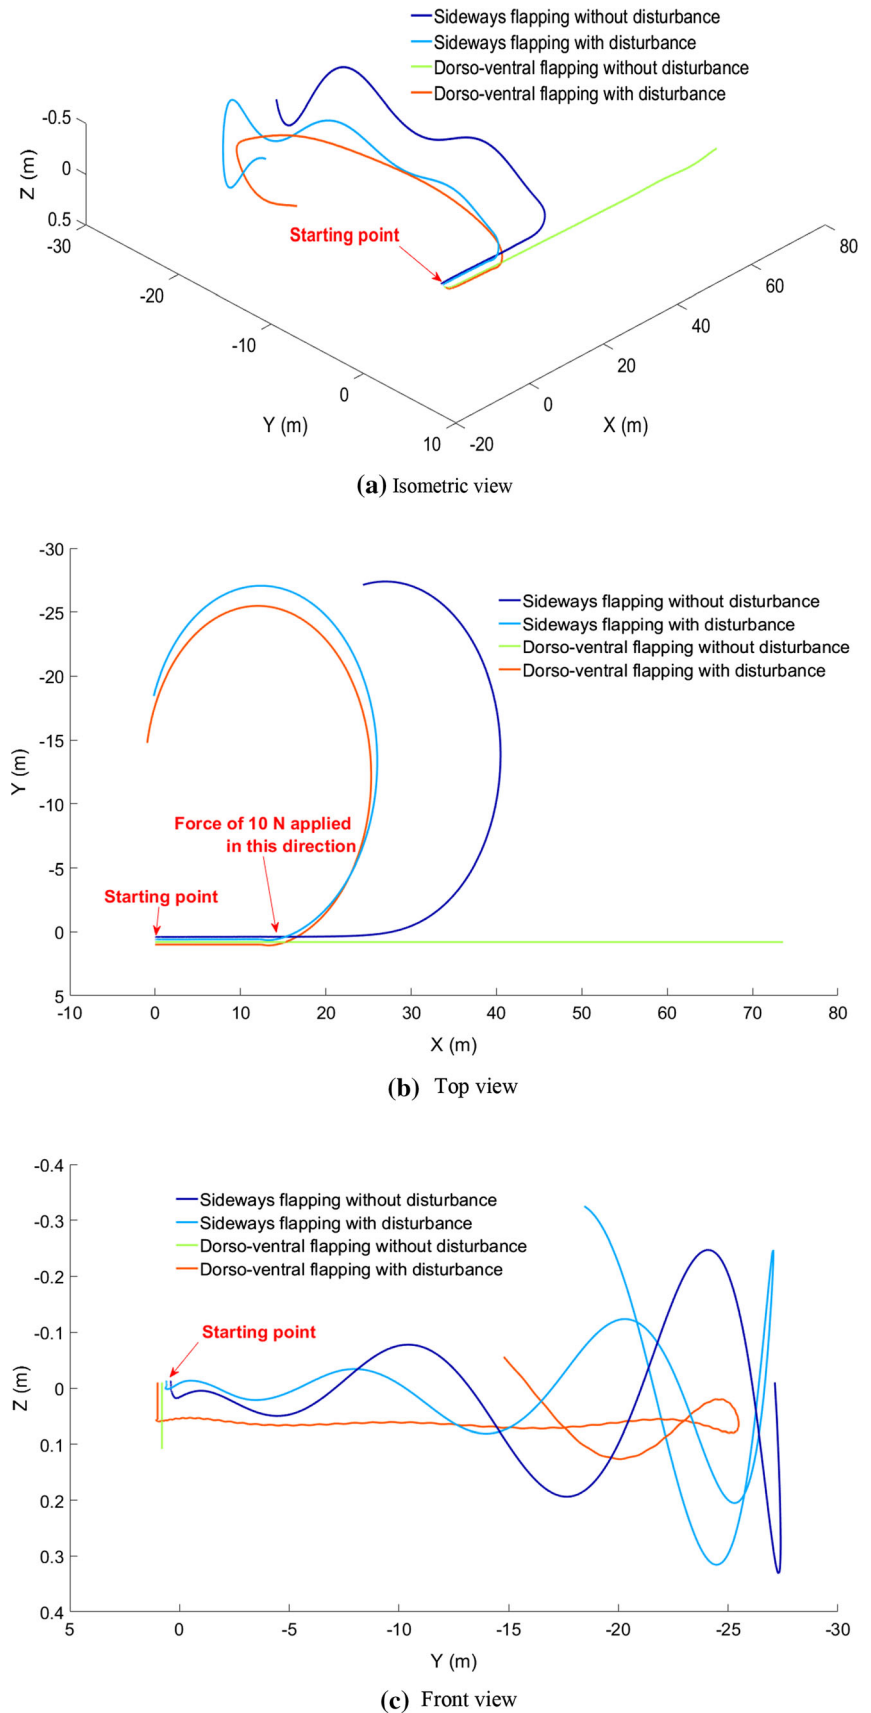 Sideways flapping without disturbance
Sideways flapping with disturbance
Dorso-ventral flapping without disturbance
Dorso-ventral flapping with disturbance
-0.5
0
0.5
Z (m)
-30
-20
-10
0
10
Y (m)
-20
0
20
40
60
80
X (m)
Starting point
(a) Isometric view
-30
-25
-20
-15
-10
-5
0
5
Y (m)
Sideways flapping without disturbance
Sideways flapping with disturbance
Dorso-ventral flapping without disturbance
Dorso-ventral flapping with disturbance
Force of 10 N applied
in this direction
Starting point
-10 0 10 20 30 40 50 60 70 80
X (m)
(b) Top view
-0.4
-0.3
-0.2
-0.1
0
0.1
0.2
0.3
0.4
Z (m)
Sideways flapping without disturbance
Sideways flapping with disturbance
Dorso-ventral flapping without disturbance
Dorso-ventral flapping with disturbance
Starting point
5 0 -5 -10 -15 -20 -25 -30
Y (m)
(c) Front view